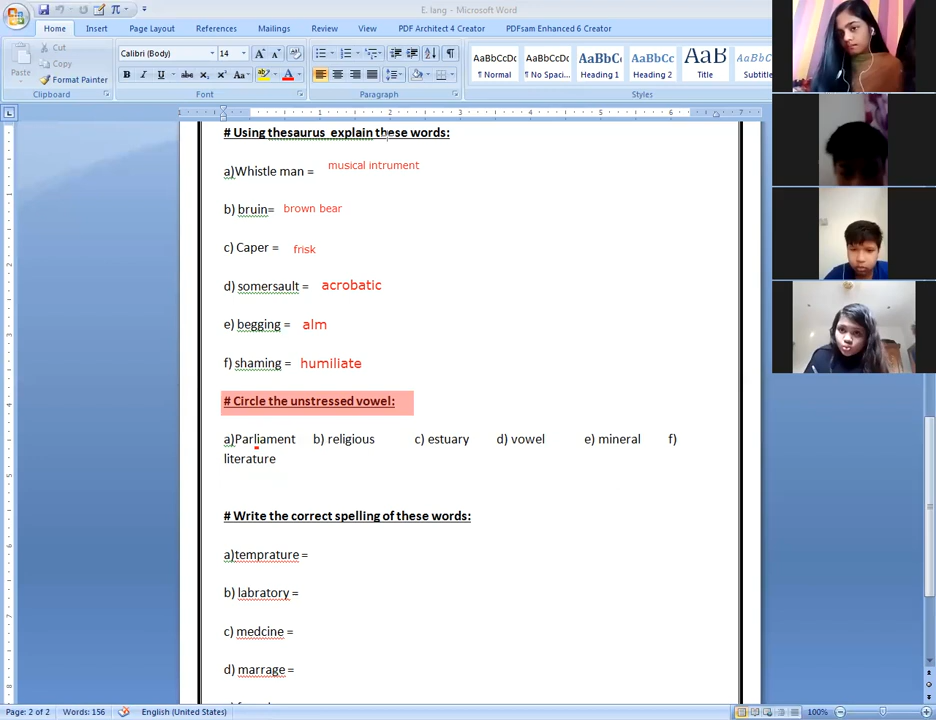 E. lang - Microsoft Word
Home Insert Page Layout References Mailings Review View PDF Architect 4 Creator PDFsam Enhanced 6 Creator
Paste
Cut
Copy
Format Painter
Calibri (Body) 14
AaBbCcDc AaBbCcDc AaBbC AaBbCc AaB AaBbCc
¶ Normal ¶ No Spaci... Heading 1 Heading 2 Title Subtitle
Clipboard Font Paragraph Styles
# Using thesaurus explain these words:
a)Whistle man = musical intrument
b) bruin= brown bear
c) Caper = frisk
d) somersault = acrobatic
e) begging = alm
f) shaming = humiliate
# Circle the unstressed vowel:
a)Parliament b) religious c) estuary d) vowel e) mineral f)
literature
# Write the correct spelling of these words:
a)temprature =
b) labratory =
c) medcine =
d) marrage =
Page: 2 of 2 Words: 156 English (United States) 100%